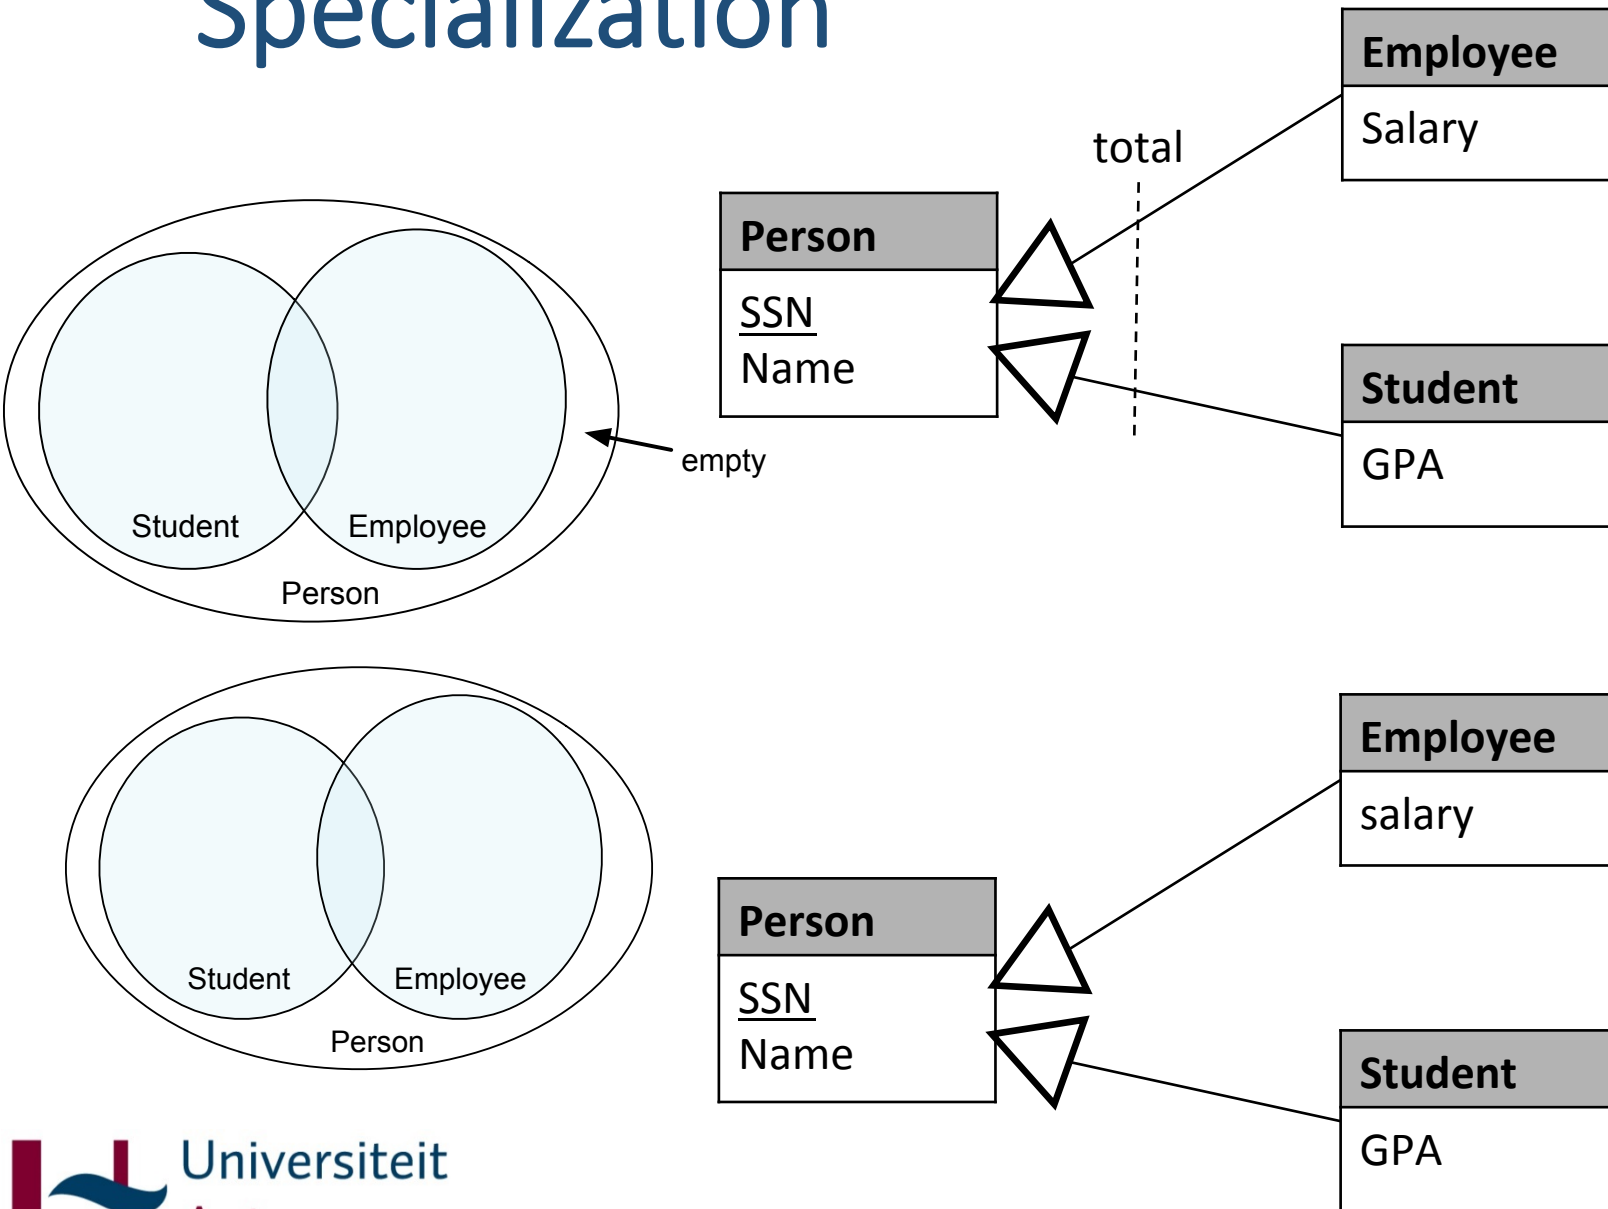 Specialization
Employee
Salary
total
Person
SSN
Name
Student
GPA
empty
Student Employee
Person
Employee
salary
Person
SSN
Name
Student
GPA
Student Employee
Person
Universiteit